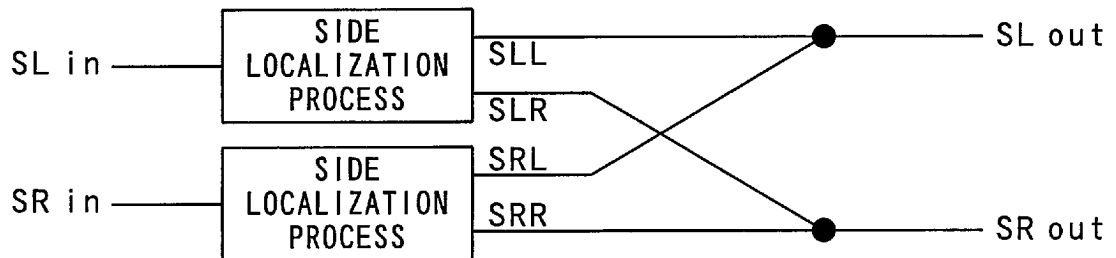 SL in
SIDE
LOCALIZATION
PROCESS
SLL
SLR
SL out
SR in
SIDE
LOCALIZATION
PROCESS
SRL
SRR
SR out